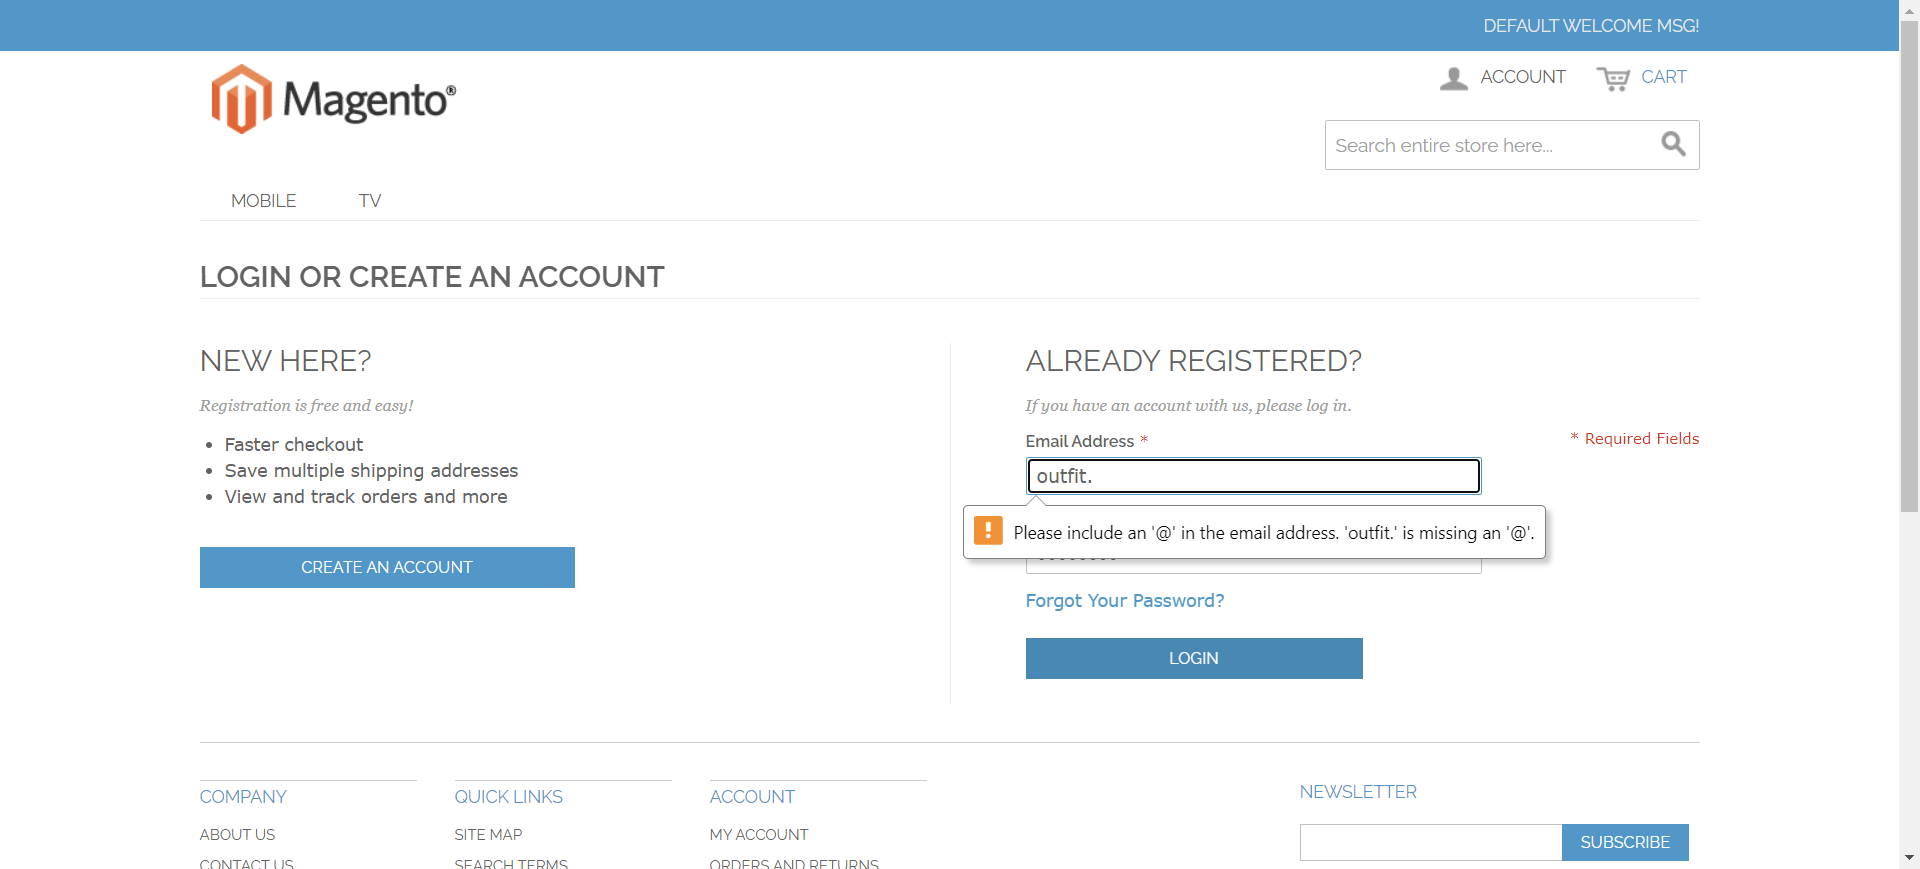 DEFAULT WELCOME MSG!
Magento®
ACCOUNT
CART
Search entire store here...
MOBILE
TV
LOGIN OR CREATE AN ACCOUNT
NEW HERE?
Registration is free and easy!
• Faster checkout
• Save multiple shipping addresses
• View and track orders and more
CREATE AN ACCOUNT
ALREADY REGISTERED?
If you have an account with us, please log in.
Email Address *
* Required Fields
outfit.
Please include an '@' in the email address. 'outfit.' is missing an '@'.
Forgot Your Password?
LOGIN
COMPANY
ABOUT US
CONTACT US
QUICK LINKS
SITE MAP
SEARCH TERMS
ACCOUNT
MY ACCOUNT
ORDERS AND RETURNS
NEWSLETTER
SUBSCRIBE